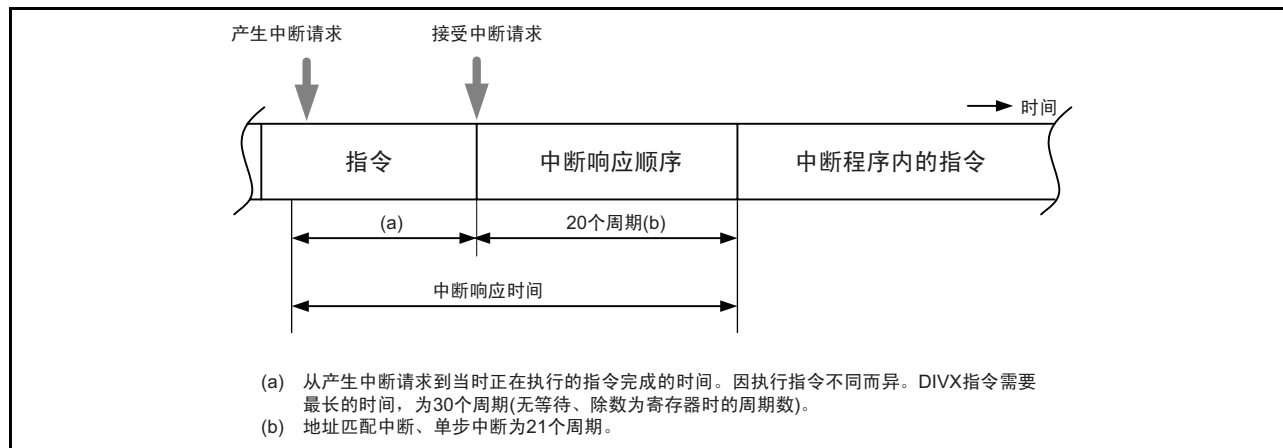 产生中断请求
接受中断请求
时间
指令
中断响应顺序
中断程序内的指令
(a)
20个周期(b)
中断响应时间
(a) 从产生中断请求到当时正在执行的指令完成的时间。因执行指令不同而异。DIVX指令需要
最长的时间，为30个周期(无等待、除数为寄存器时的周期数)。
(b) 地址匹配中断、单步中断为21个周期。